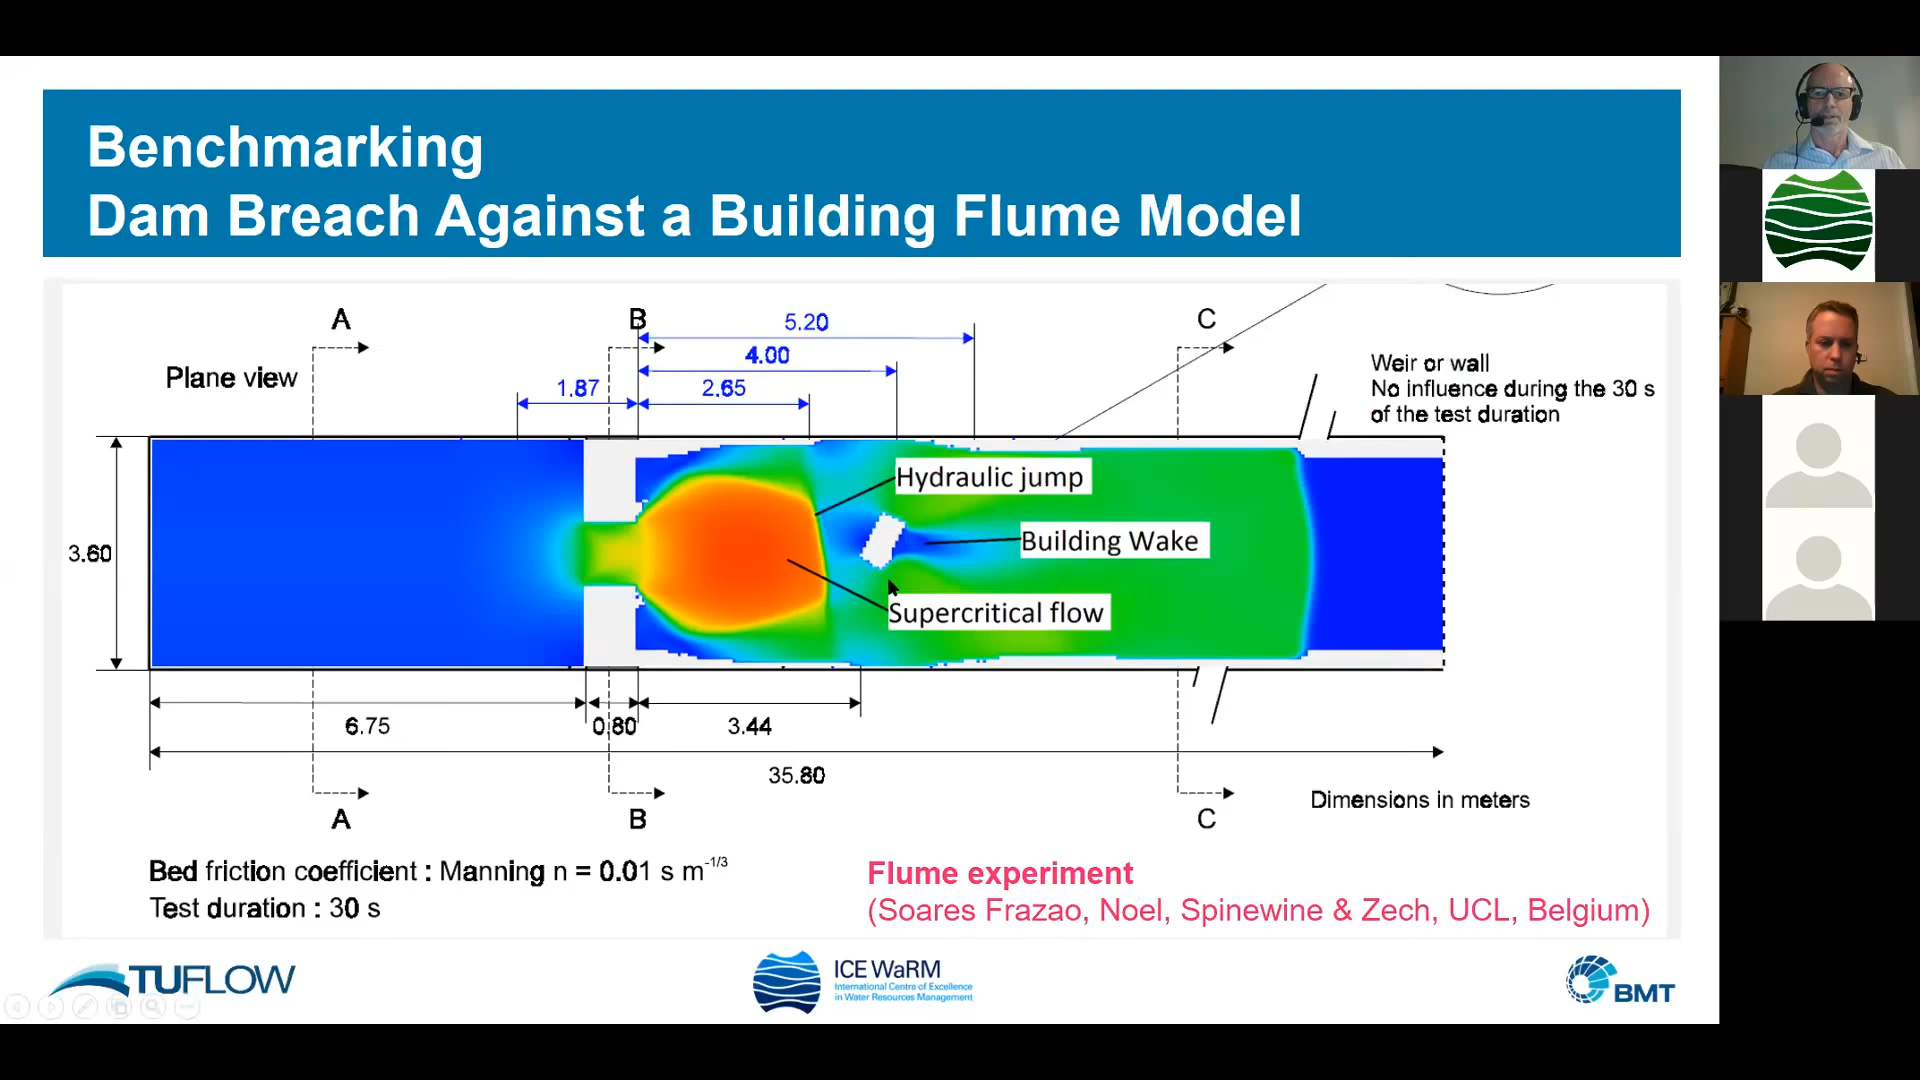 Benchmarking
Dam Breach Against a Building Flume Model
A
B
C
5.20
4.00
Plane view
1.87
2.65
Weir or wall
No influence during the 30 s
of the test duration
Hydraulic jump
Building Wake
3.60
Supercritical flow
6.75
0.80
3.44
35.80
A
B
C
Dimensions in meters
Bed friction coefficient : Manning n = 0.01 s m-1/3
Test duration : 30 s
Flume experiment
(Soares Frazao, Noel, Spinewine & Zech, UCL, Belgium)
TUFLOW
ICE WaRM
International Centre of Excellence
in Water Resources Management
BMT